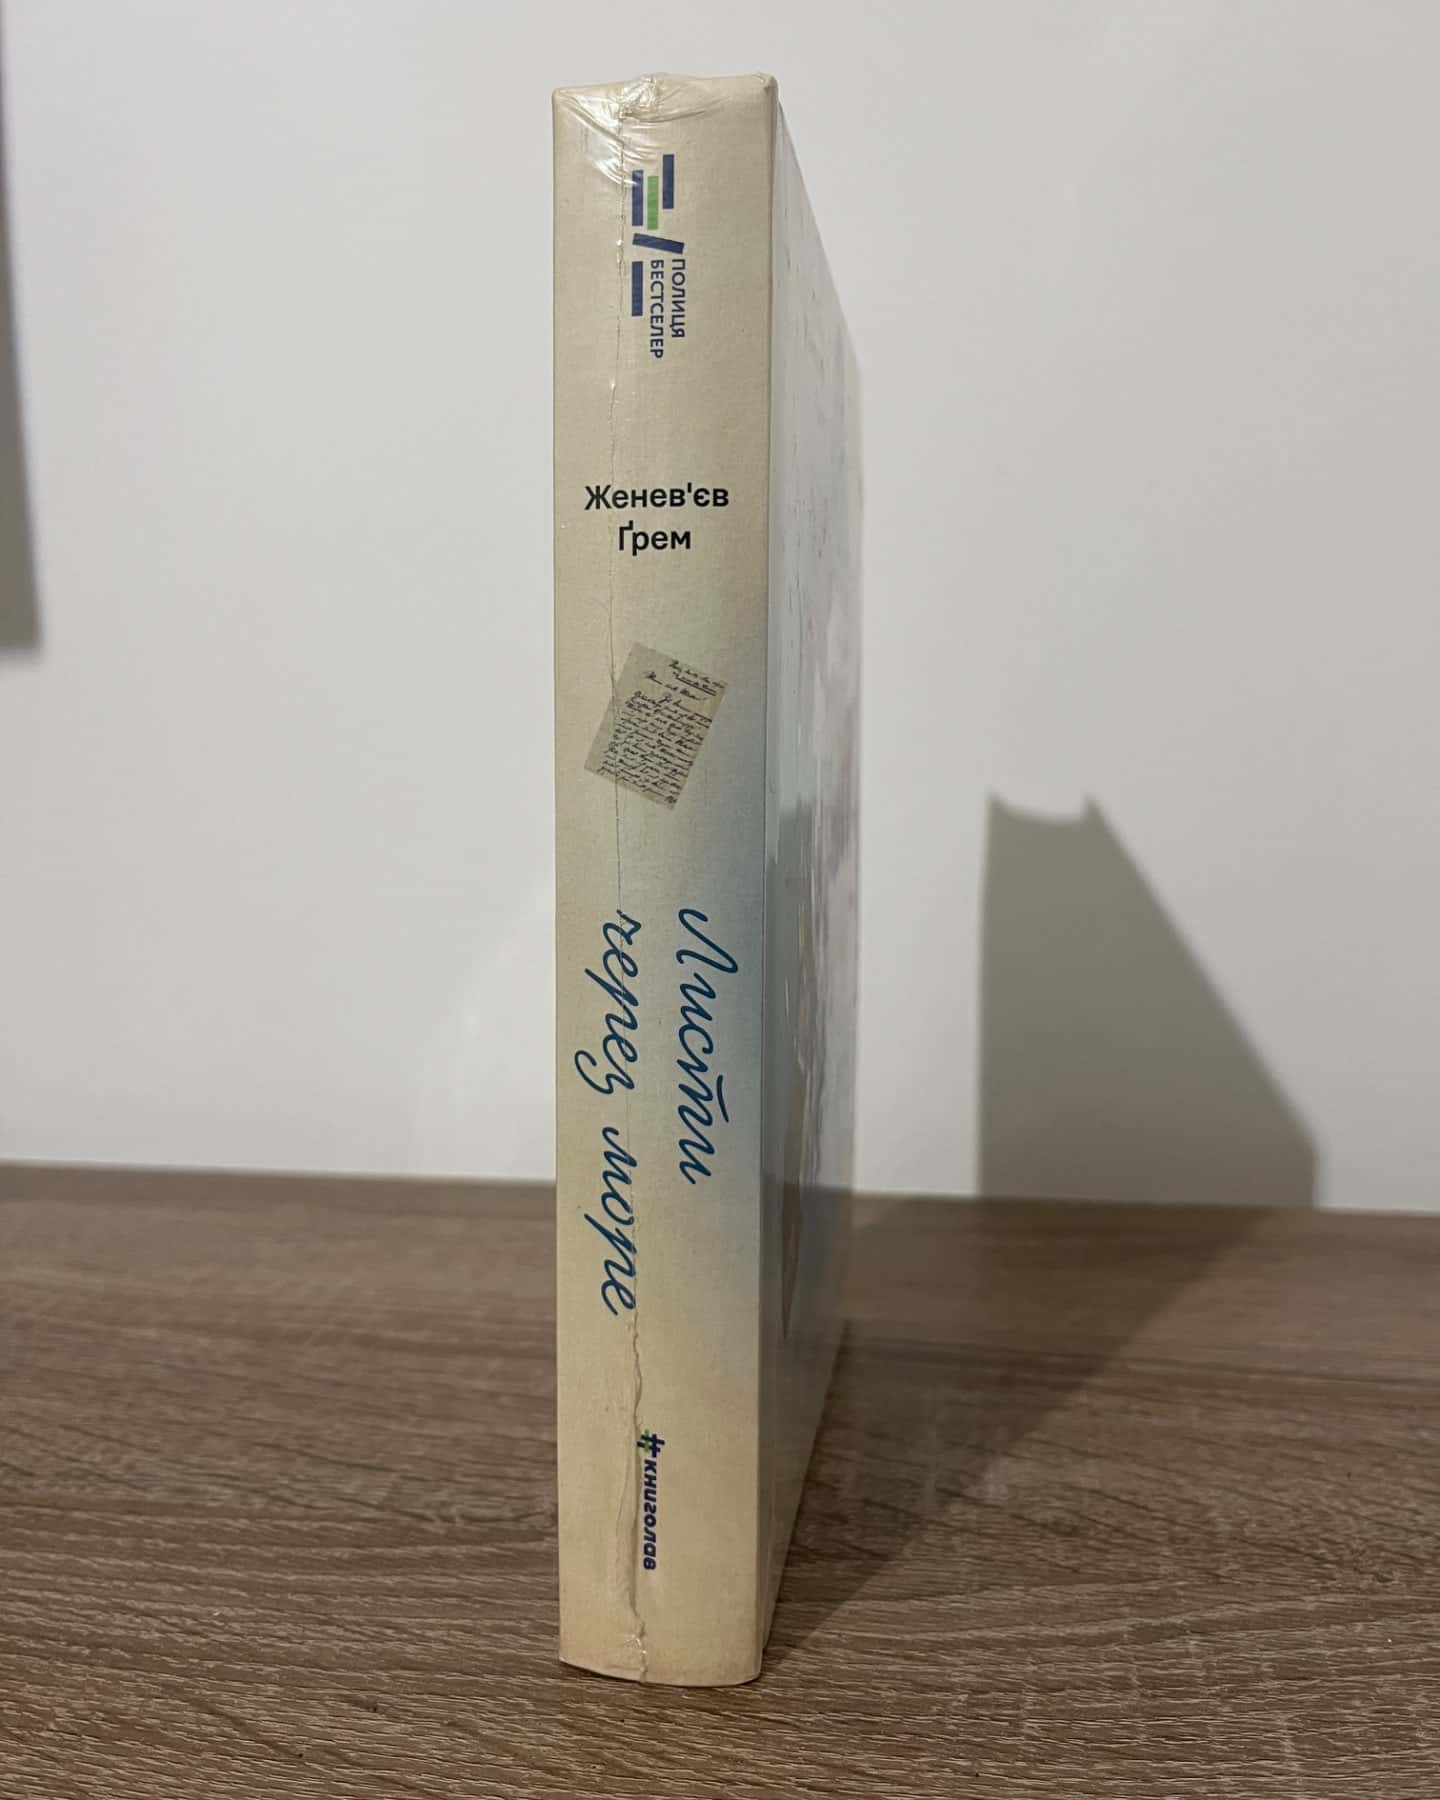 ПОЛИЦЯ
БЕСТСЕЛЕР
Женев'єв
Ґрем
Листи
через море
#книголав